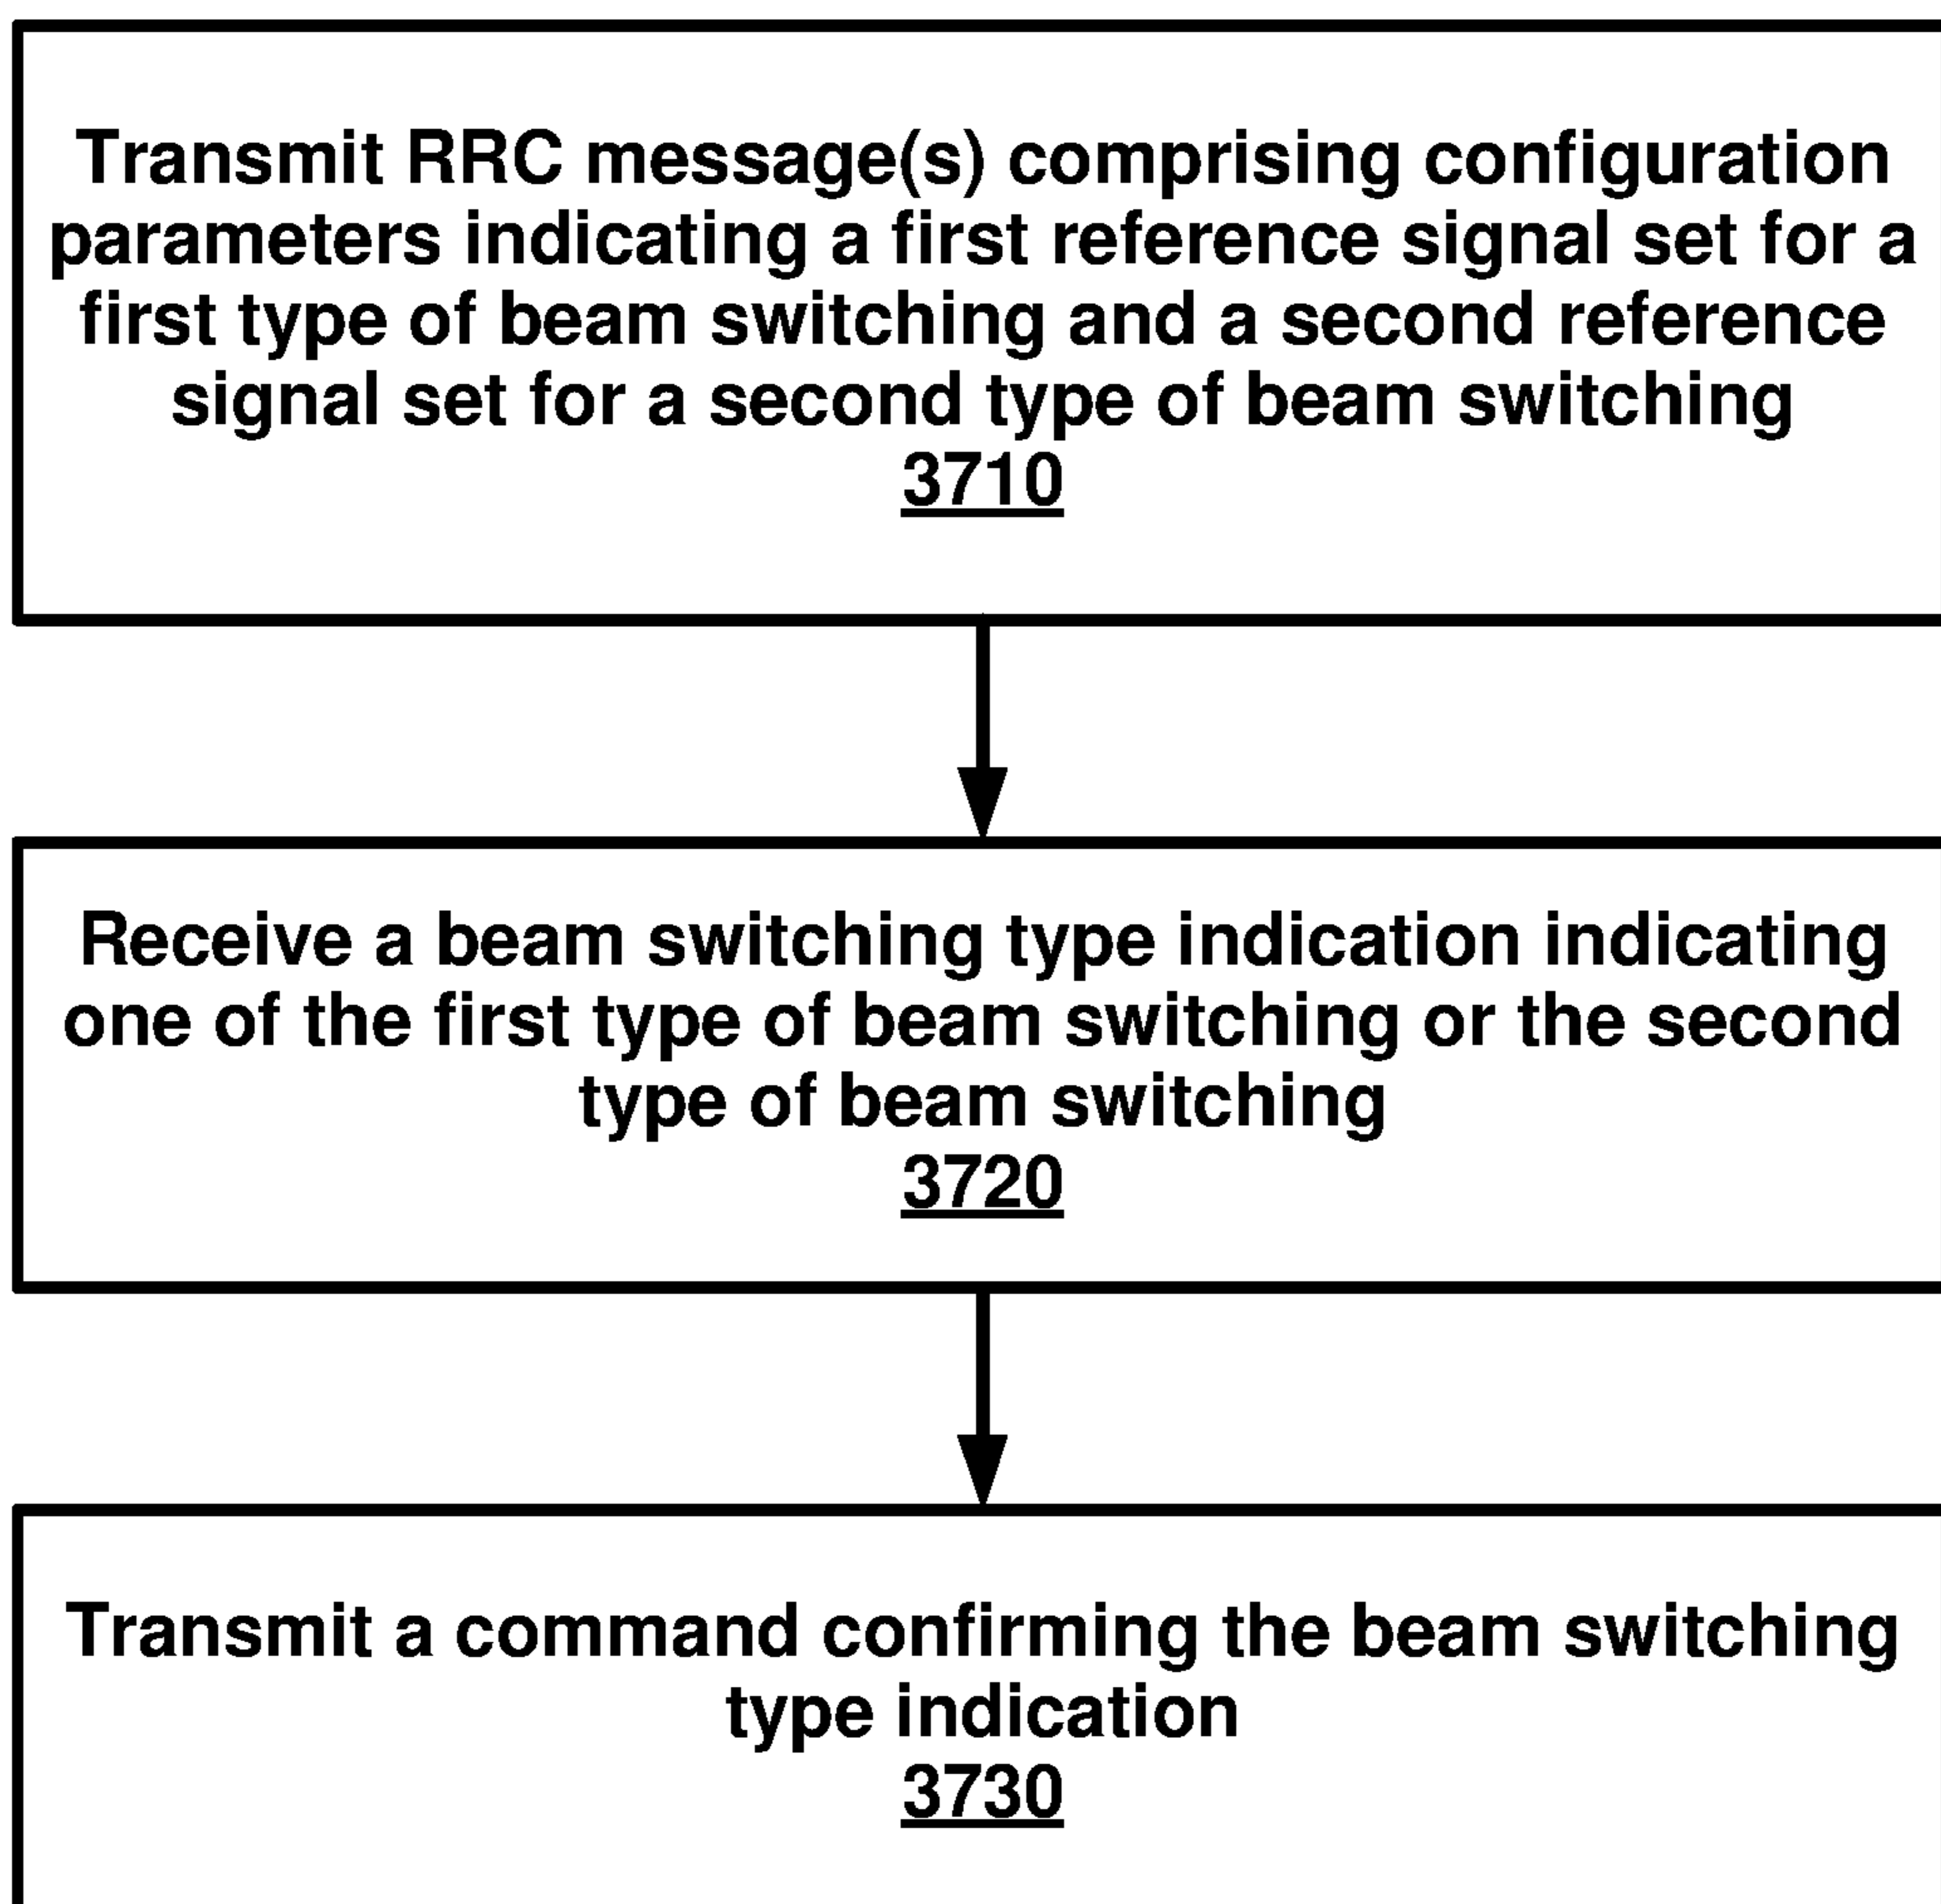 Transmit RRC message(s) comprising configuration
parameters indicating a first reference signal set for a
first type of beam switching and a second reference
signal set for a second type of beam switching
3710
Receive a beam switching type indication indicating
one of the first type of beam switching or the second
type of beam switching
3720
Transmit a command confirming the beam switching
type indication
3730